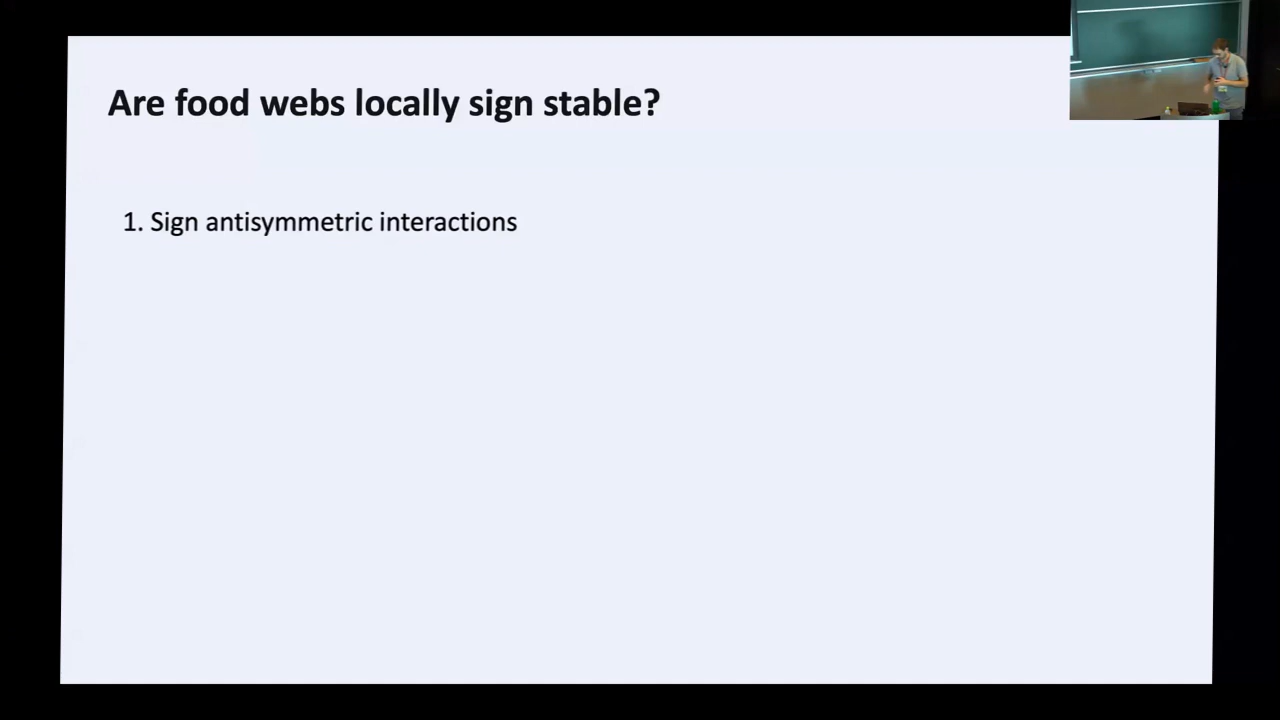 Are food webs locally sign stable?
1. Sign antisymmetric interactions